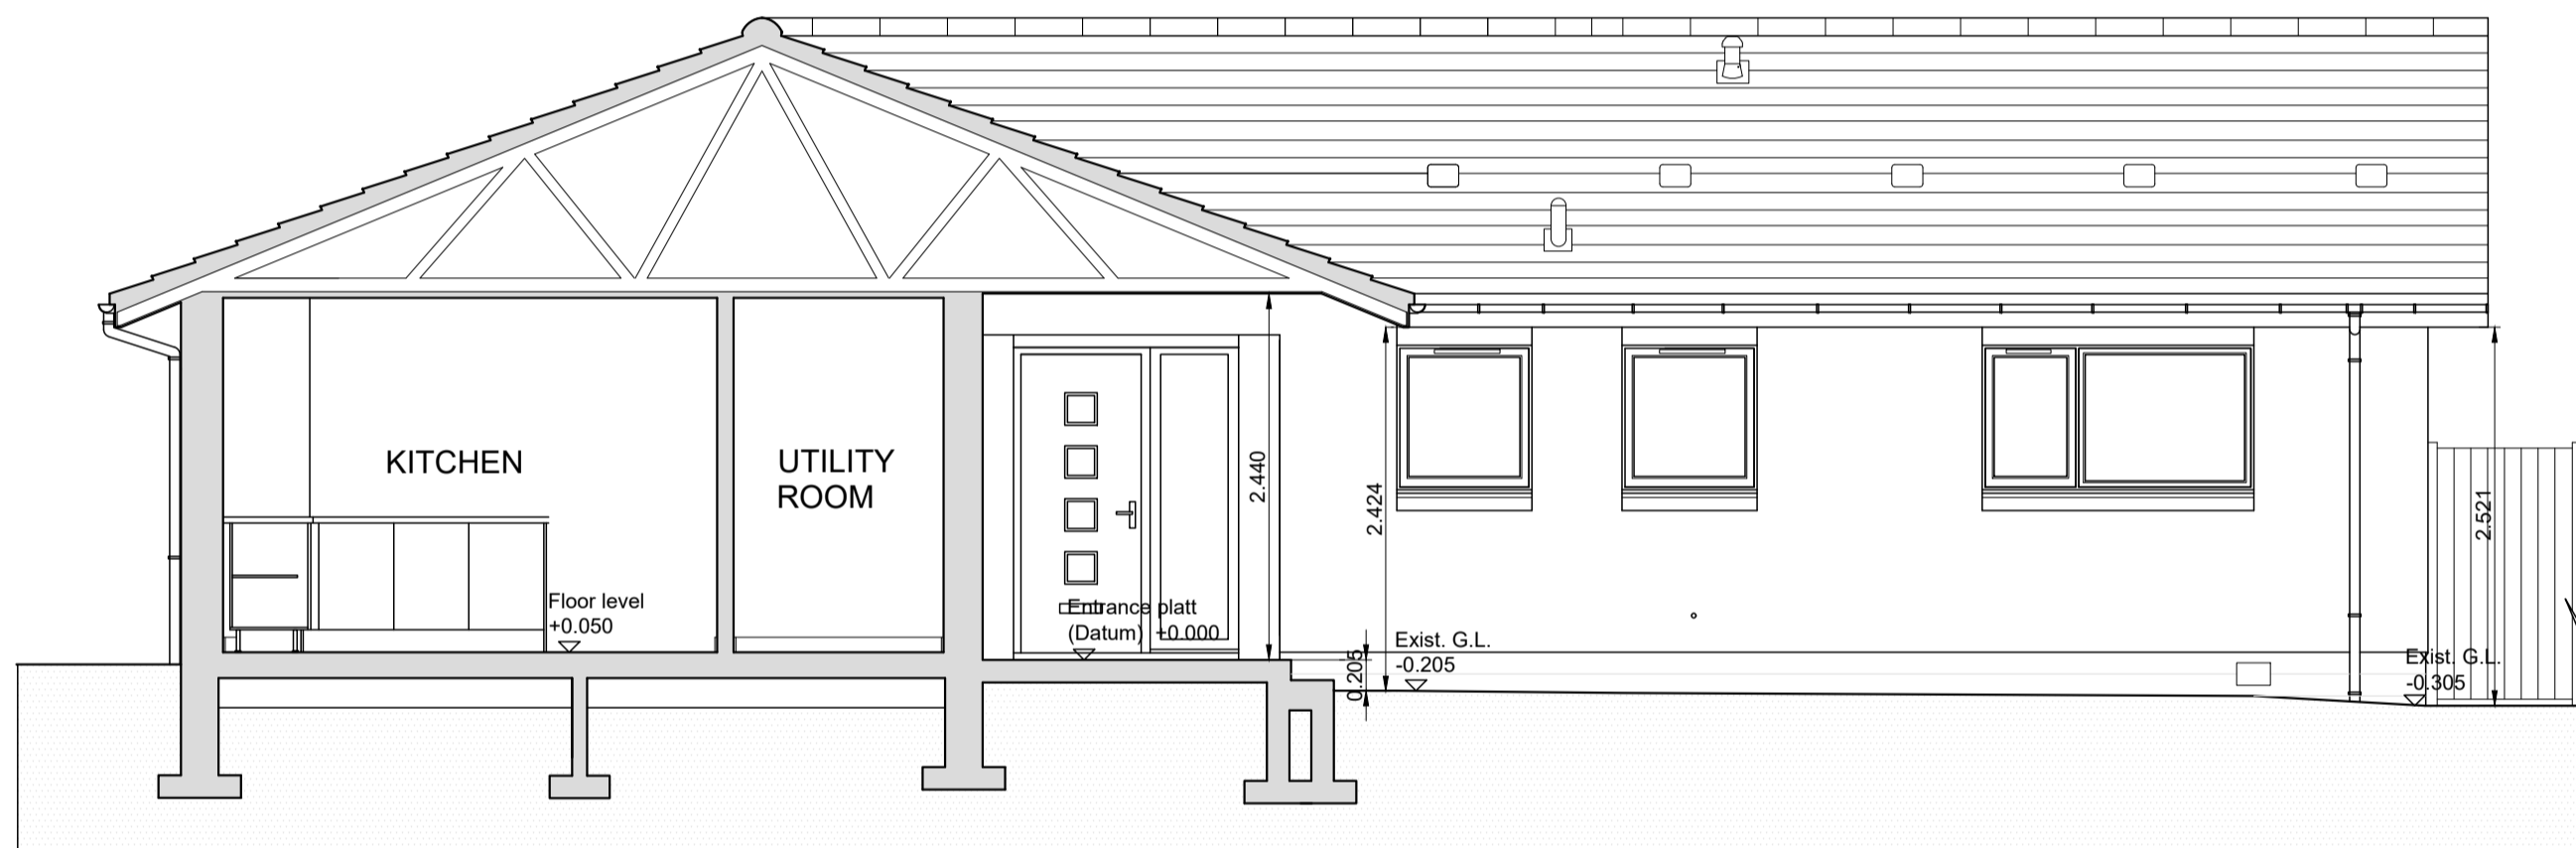 KITCHEN
UTILITY
ROOM
Floor level
+0.050
Entrance platt
(Datum) +0.000
2.440
2.424
0.205
Exist. G.L.
-0.205
2.521
Exist. G.L.
-0.305